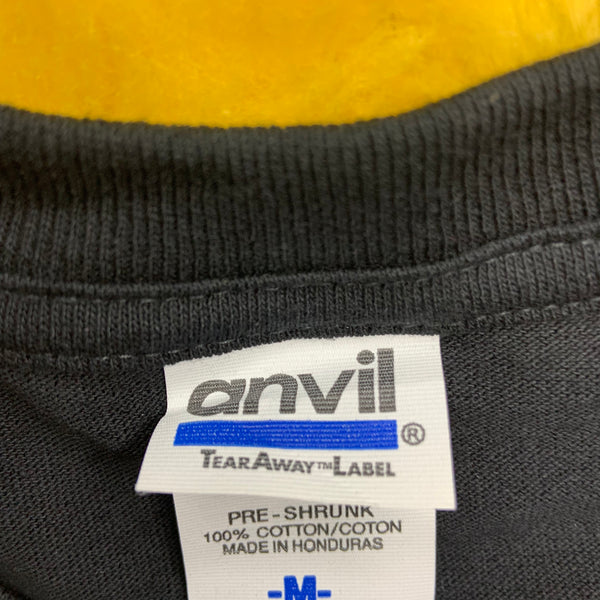 anvil®
TEARAWAY™LABEL
PRE-SHRUNK
100% COTTON/COTON
MADE IN HONDURAS
-M-